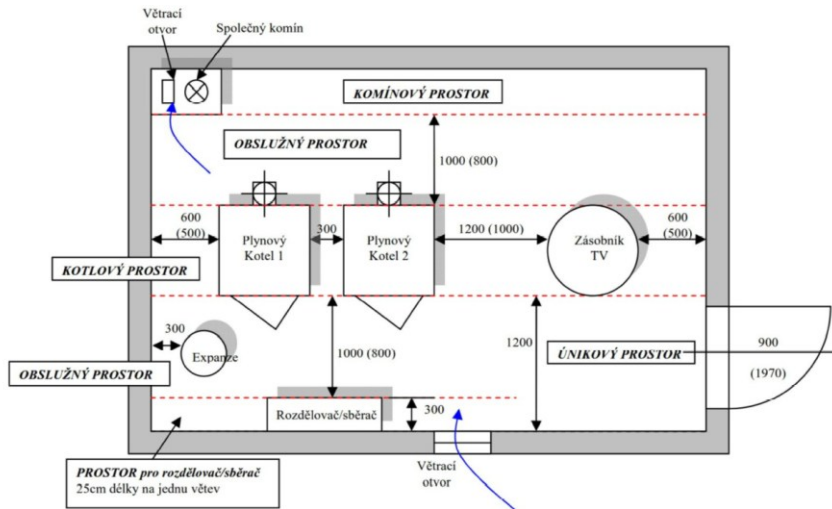 Větrací
otvor
Společný komín
KOMÍNOVÝ PROSTOR
OBSLUŽNÝ PROSTOR
1000 (800)
600
(500)
Plynový
Kotel 1
300
Plynový
Kotel 2
1200 (1000)
Zásobník
TV
600
(500)
KOTLOVÝ PROSTOR
300
Expanze
1000 (800)
1200
ÚNIKOVÝ PROSTOR
900
(1970)
OBSLUŽNÝ PROSTOR
Rozdělovač/sběrač
300
PROSTOR pro rozdělovač/sběrač
25cm délky na jednu větev
Větrací
otvor